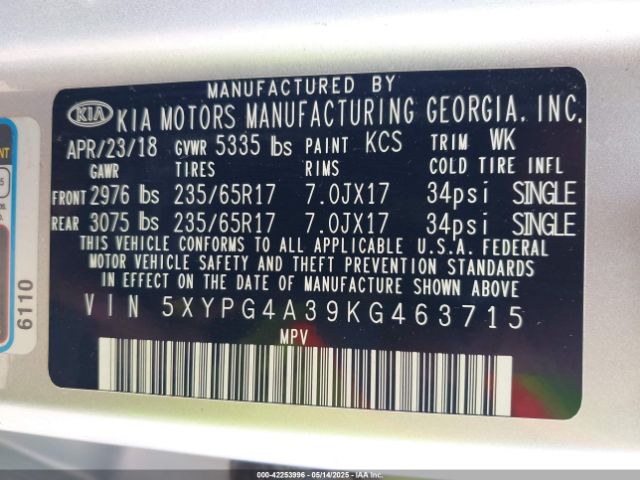 MANUFACTURED BY
KIA KIA MOTORS MANUFACTURING GEORGIA, INC.
APR/23/18 GVWR 5335 lbs PAINT KCS TRIM WK
GAWR TIRES RIMS COLD TIRE INFL
FRONT 2976 lbs 235/65R17 7.0JX17 34psi SINGLE
REAR 3075 lbs 235/65R17 7.0JX17 34psi SINGLE
THIS VEHICLE CONFORMS TO ALL APPLICABLE U.S.A. FEDERAL
MOTOR VEHICLE SAFETY AND THEFT PREVENTION STANDARDS
IN EFFECT ON THE DATE OF MANUFACTURE SHOWN ABOVE
VIN 5XYPG4A39KG463715
MPV
6110
000-42253996 - 05/14/2025 - IAA Inc.